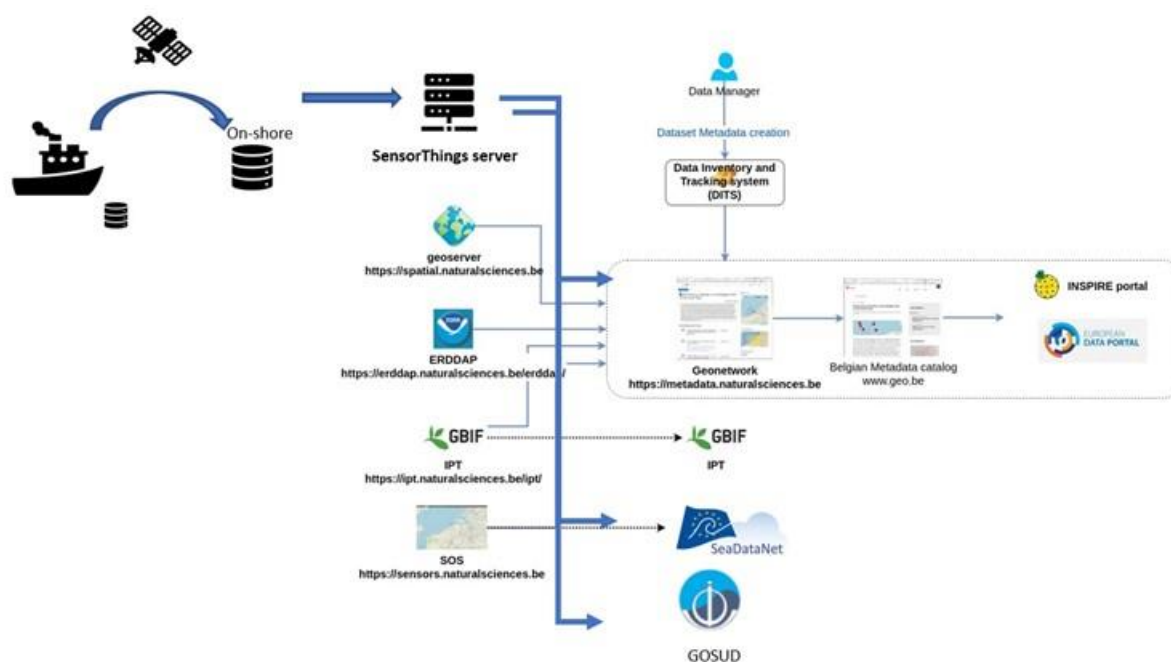 On-shore
SensorThings server
Data Manager
Dataset Metadata creation
Data Inventory and
Tracking system
(DITS)
geoserver
https://spatial.naturalsciences.be
ERDDAP
https://erddap.naturalsciences.be/erddap/
Geonetwork
https://metadata.naturalsciences.be
Belgian Metadata catalog
www.geo.be
INSPIRE portal
EUROPEAN
DATA PORTAL
GBIF
IPT
https://ipt.naturalsciences.be/ipt/
GBIF
IPT
SOS
https://sensors.naturalsciences.be
SeaDataNet
GOSUD